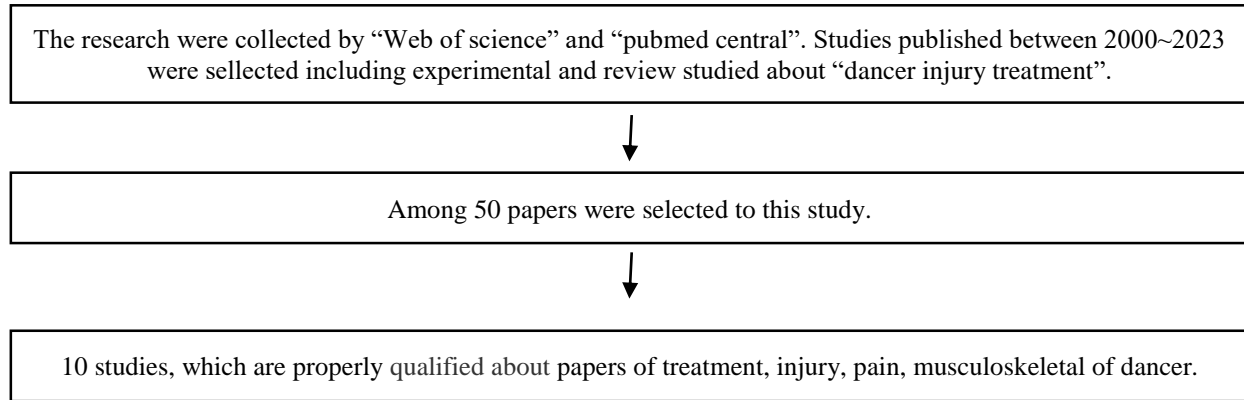 The research were collected by “Web of science” and “pubmed central”. Studies published between 2000~2023
were sellected including experimental and review studied about “dancer injury treatment”.
Among 50 papers were selected to this study.
10 studies, which are properly qualified about papers of treatment, injury, pain, musculoskeletal of dancer.